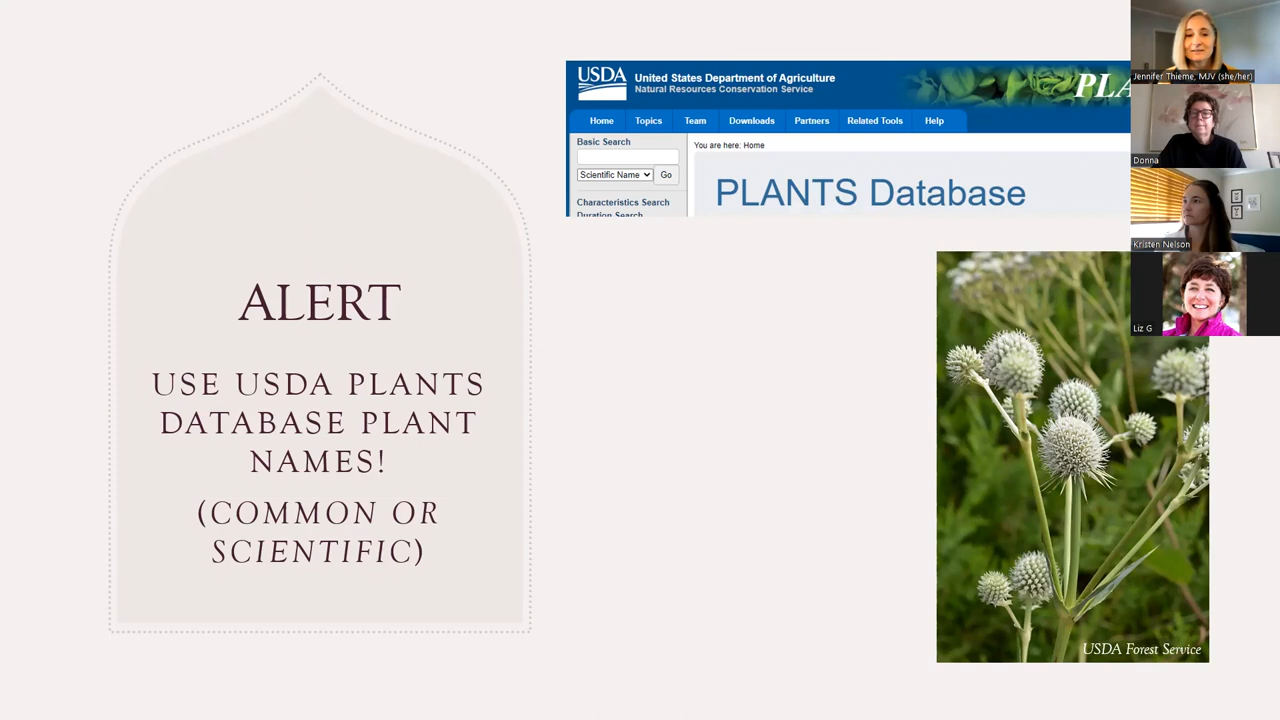 ALERT
USE USDA PLANTS
DATABASE PLANT
NAMES!
(COMMON OR
SCIENTIFIC)
USDA
United States Department of Agriculture
Natural Resources Conservation Service
PLA
Home Topics Team Downloads Partners Related Tools Help
Basic Search
Scientific Name Go
Characteristics Search
Duration Search
You are here: Home
PLANTS Database
USDA Forest Service
Jennifer Thieme, MJV (she/her)
Donna
Kristen Nelson
Liz G